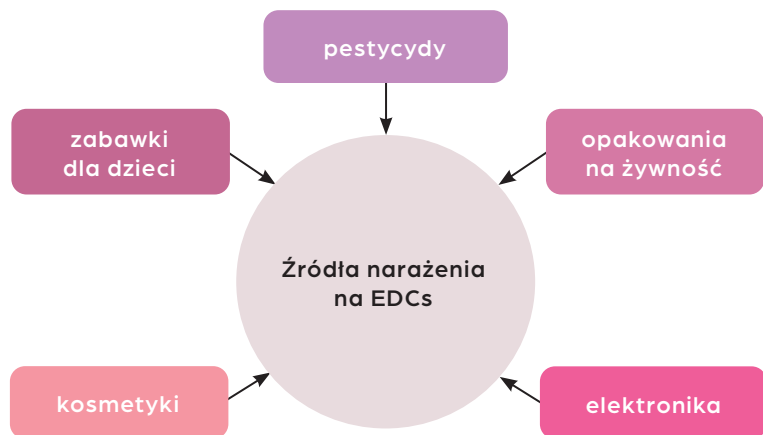 pestycydy
zabawki
dla dzieci
opakowania
na żywność
Źródła narażenia
na EDCs
kosmetyki
elektronika